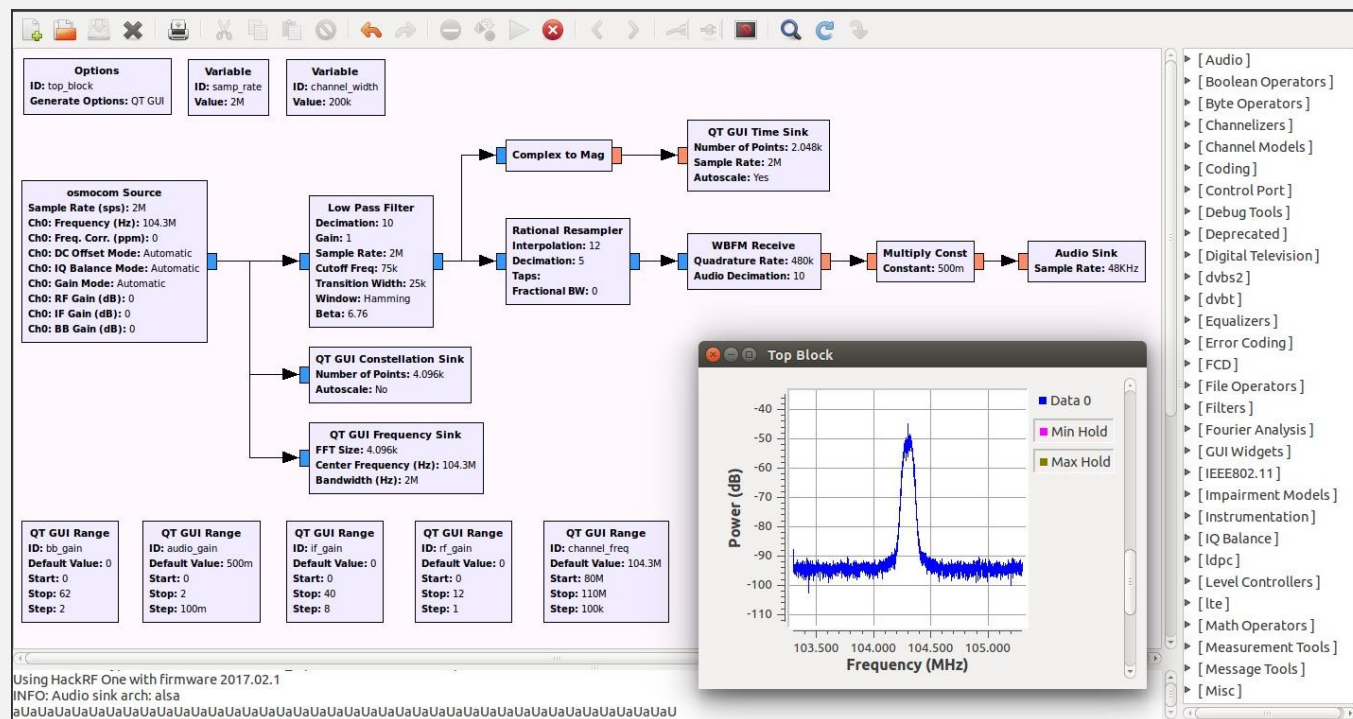 Options
ID: top_block
Generate Options: QT GUI
Variable
ID: samp_rate
Value: 2M
Variable
ID: channel_width
Value: 200k
osmocom Source
Sample Rate (sps): 2M
Ch0: Frequency (Hz): 104.3M
Ch0: Freq. Corr. (ppm): 0
Ch0: DC Offset Mode: Automatic
Ch0: IQ Balance Mode: Automatic
Ch0: Gain Mode: Automatic
Ch0: RF Gain (dB): 0
Ch0: IF Gain (dB): 0
Ch0: BB Gain (dB): 0
Low Pass Filter
Decimation: 10
Gain: 1
Sample Rate: 2M
Cutoff Freq: 75k
Transition Width: 25k
Window: Hamming
Beta: 6.76
Complex to Mag
QT GUI Time Sink
Number of Points: 2.048k
Sample Rate: 2M
Autoscale: Yes
Rational Resampler
Interpolation: 12
Decimation: 5
Taps:
Fractional BW: 0
WBFM Receive
Quadrature Rate: 480k
Audio Decimation: 10
Multiply Const
Constant: 500m
Audio Sink
Sample Rate: 48KHz
QT GUI Constellation Sink
Number of Points: 4.096k
Autoscale: No
QT GUI Frequency Sink
FFT Size: 4.096k
Center Frequency (Hz): 104.3M
Bandwidth (Hz): 2M
QT GUI Range
ID: bb_gain
Default Value: 0
Start: 0
Stop: 62
Step: 2
QT GUI Range
ID: audio_gain
Default Value: 500m
Start: 0
Stop: 2
Step: 100m
QT GUI Range
ID: if_gain
Default Value: 0
Start: 0
Stop: 40
Step: 8
QT GUI Range
ID: rf_gain
Default Value: 0
Start: 0
Stop: 12
Step: 1
QT GUI Range
ID: channel_freq
Default Value: 104.3M
Start: 80M
Stop: 110M
Step: 100k
Top Block
Power (dB)
-40
-50
-60
-70
-80
-90
-100
-110
103.500 104.000 104.500 105.000
Frequency (MHz)
Data 0
Min Hold
Max Hold
[ Audio ]
[ Boolean Operators ]
[ Byte Operators ]
[ Channelizers ]
[ Channel Models ]
[ Coding ]
[ Control Port ]
[ Debug Tools ]
[ Deprecated ]
[ Digital Television ]
[ dvbs2 ]
[ dvbt ]
[ Equalizers ]
[ Error Coding ]
[ FCD ]
[ File Operators ]
[ Filters ]
[ Fourier Analysis ]
[ GUI Widgets ]
[ IEEE802.11 ]
[ Impairment Models ]
[ Instrumentation ]
[ IQ Balance ]
[ ldpc ]
[ Level Controllers ]
[ lte ]
[ Math Operators ]
[ Measurement Tools ]
[ Message Tools ]
[ Misc ]
Using HackRF One with firmware 2017.02.1
INFO: Audio sink arch: alsa